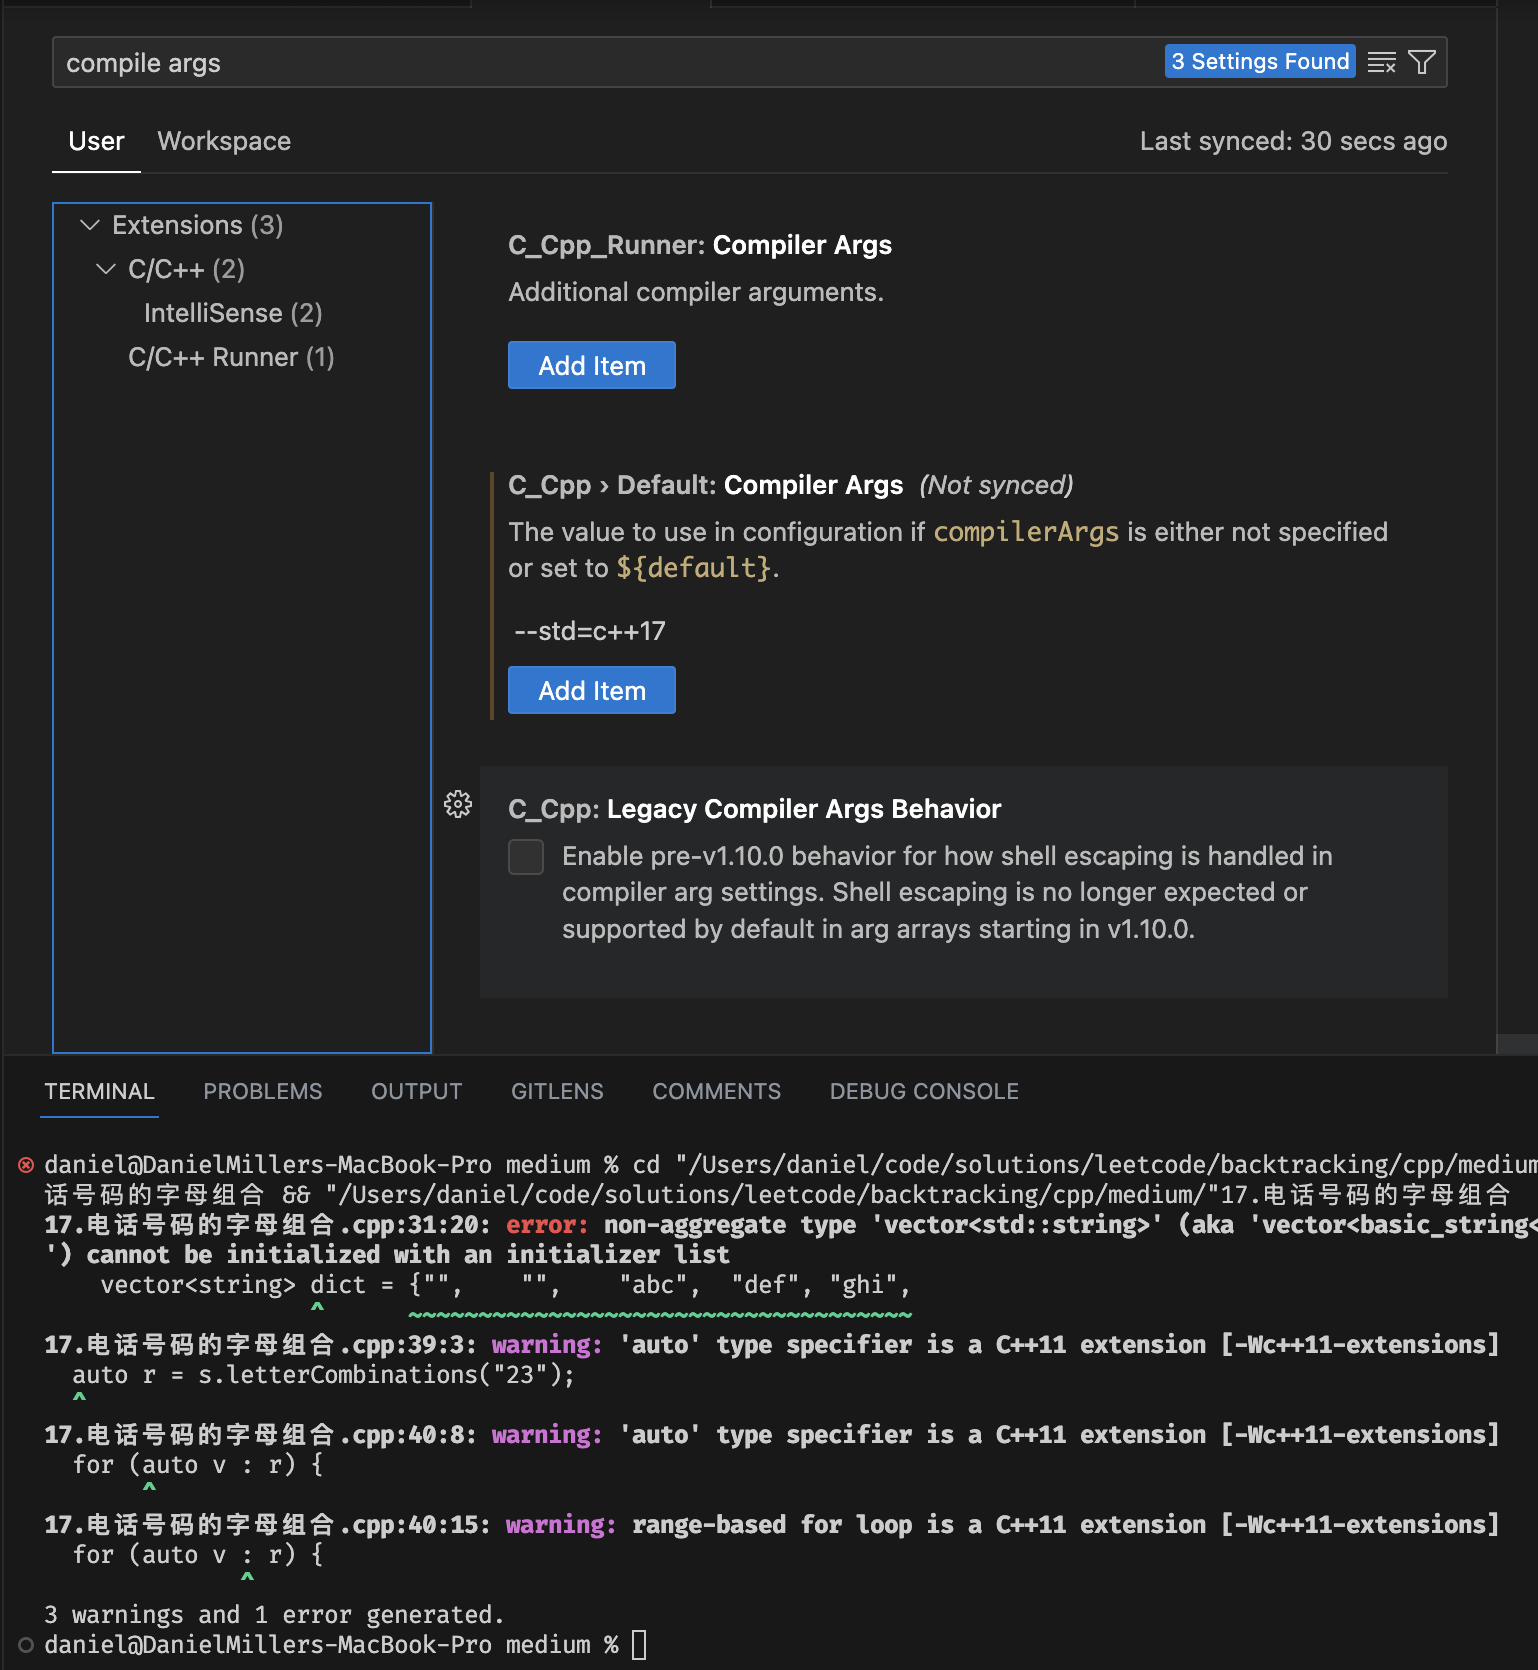 compile args
3 Settings Found
User
Workspace
Last synced: 30 secs ago
Extensions (3)
C/C++ (2)
IntelliSense (2)
C/C++ Runner (1)
C_Cpp_Runner: Compiler Args
Additional compiler arguments.
Add Item
C_Cpp › Default: Compiler Args (Not synced)
The value to use in configuration if compilerArgs is either not specified
or set to ${default}.
--std=c++17
Add Item
C_Cpp: Legacy Compiler Args Behavior
Enable pre-v1.10.0 behavior for how shell escaping is handled in
compiler arg settings. Shell escaping is no longer expected or
supported by default in arg arrays starting in v1.10.0.
TERMINAL
PROBLEMS
OUTPUT
GITLENS
COMMENTS
DEBUG CONSOLE
daniel@DanielMillers-MacBook-Pro medium % cd "/Users/daniel/code/solutions/leetcode/backtracking/cpp/medium
话号码的字母组合 && "/Users/daniel/code/solutions/leetcode/backtracking/cpp/medium/"17.电话号码的字母组合
17.电话号码的字母组合.cpp:31:20: error: non-aggregate type 'vector<std::string>' (aka 'vector<basic_string<
') cannot be initialized with an initializer list
vector<string> dict = {"", "", "abc", "def", "ghi",
^ ~~~~~~~~~~~~~~~~~~~~~~~~~~~~~~~~~~~~
17.电话号码的字母组合.cpp:39:3: warning: 'auto' type specifier is a C++11 extension [-Wc++11-extensions]
auto r = s.letterCombinations("23");
^
17.电话号码的字母组合.cpp:40:8: warning: 'auto' type specifier is a C++11 extension [-Wc++11-extensions]
for (auto v : r) {
^
17.电话号码的字母组合.cpp:40:15: warning: range-based for loop is a C++11 extension [-Wc++11-extensions]
for (auto v : r) {
^
3 warnings and 1 error generated.
daniel@DanielMillers-MacBook-Pro medium %